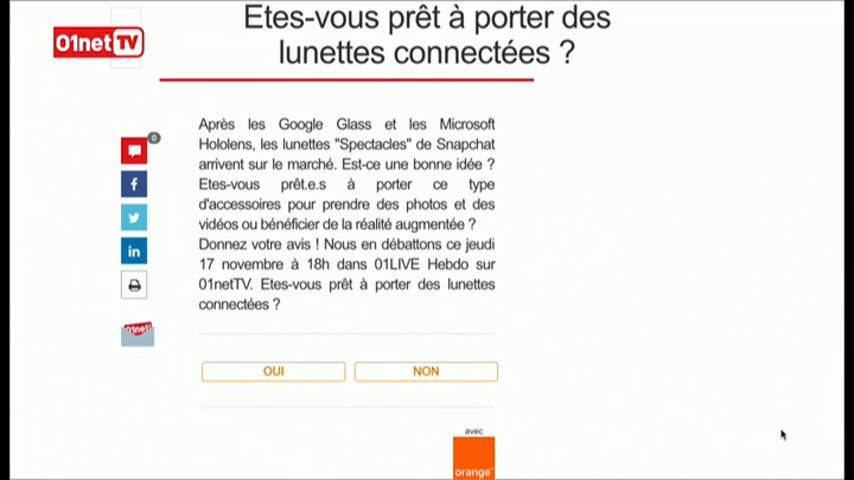 Etes-vous prêt à porter des
lunettes connectées ?
01net TV
Après les Google Glass et les Microsoft
Hololens, les lunettes "Spectacles" de Snapchat
arrivent sur le marché. Est-ce une bonne idée ?
Etes-vous prêt.e.s à porter ce type
d'accessoires pour prendre des photos et des
vidéos ou bénéficier de la réalité augmentée ?
Donnez votre avis ! Nous en débattons ce jeudi
17 novembre à 18h dans 01LIVE Hebdo sur
01netTV. Etes-vous prêt à porter des lunettes
connectées ?
0
f
in
01net
OUI
NON
avec
orange